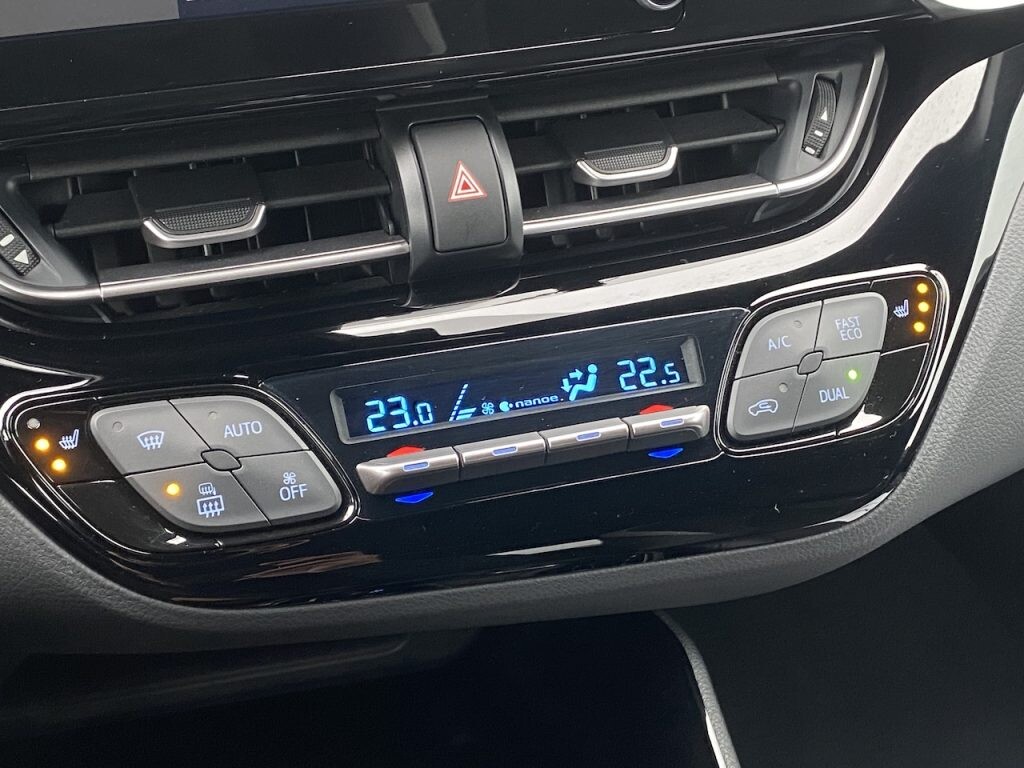 23.0
nanoe
22.5
A/C
FAST
ECO
DUAL
AUTO
OFF